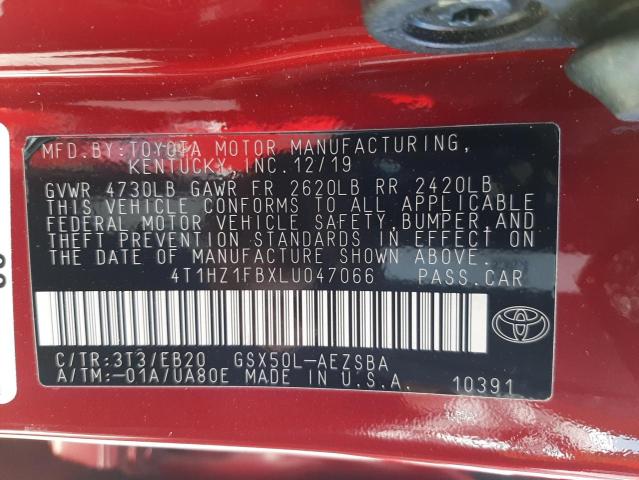 MFD. BY: TOYOTA MOTOR MANUFACTURING,
KENTUCKY, INC. 12/19
GVWR 4730LB GAWR FR 2620LB RR 2420LB
THIS VEHICLE CONFORMS TO ALL APPLICABLE
FEDERAL MOTOR VEHICLE SAFETY, BUMPER, AND
THEFT PREVENTION STANDARDS IN EFFECT ON
THE DATE OF MANUFACTURE SHOWN ABOVE.
4T1HZ1FBXLU047066 PASS. CAR
C/TR: 3T3/EB20 GSX50L-AEZSBA
A/TM: -01A/UA80E MADE IN U.S.A.
10391